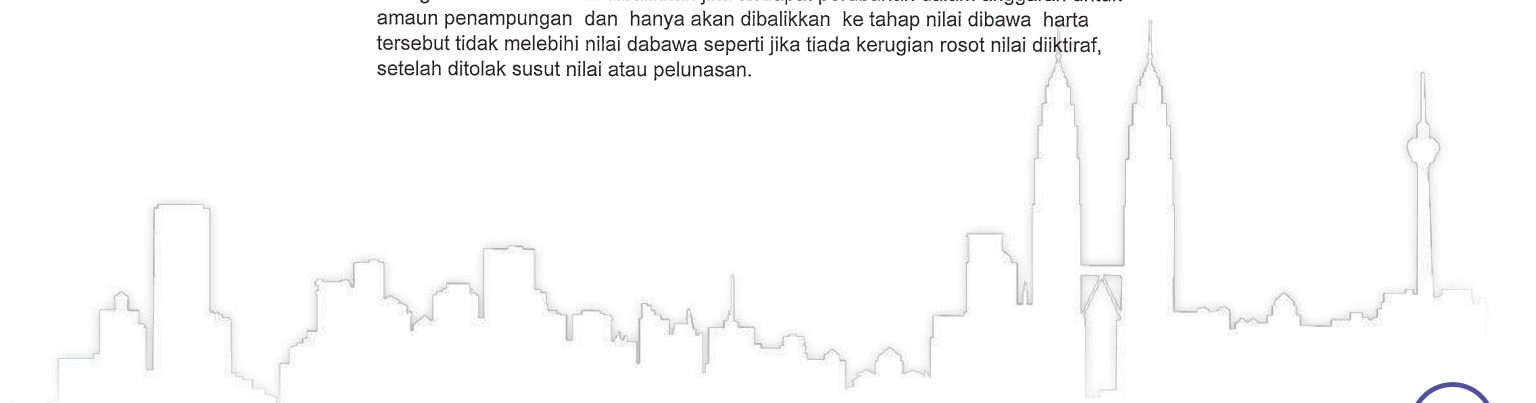 amaun penampungan dan hanya akan dibalikkan ke tahap nilai dibawa harta
tersebut tidak melebihi nilai dabawa seperti jika tiada kerugian rosot nilai diiktiraf,
setelah ditolak susut nilai atau pelunasan.